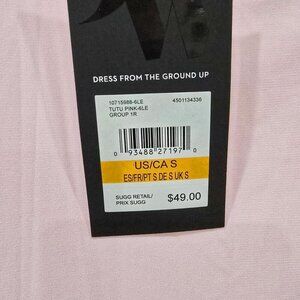 DRESS FROM THE GROUND UP
10715988-6LE 4501134336
TUTU PINK-6LE
GROUP 1R
0 93488 27197 0
US/CA S
ES/FR/PT S DE S UK S
SUGG RETAIL/
PRIX SUGG $49.00